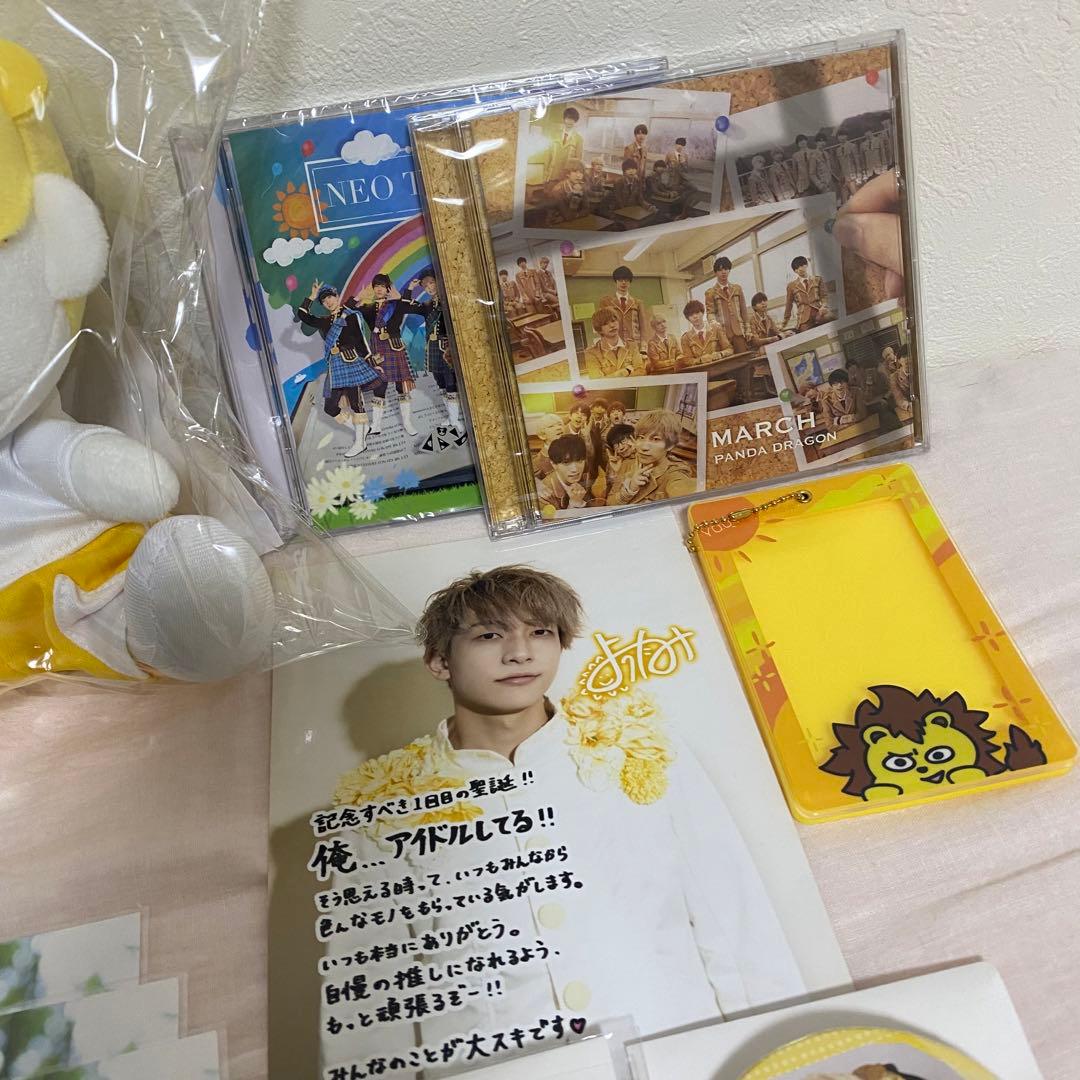 NEO T
MARCH
PANDA DRAGON
YOU
記念すべき1日目の聖誕!!
俺...アイドルしてる!!
そう思える時って、いつもみんなから
色んなモノをもらっている気がします。
いつも本当にありがとう。
自慢の推しになれるよう、
もっと頑張るぞー!!
みんなのことが大スキです♥